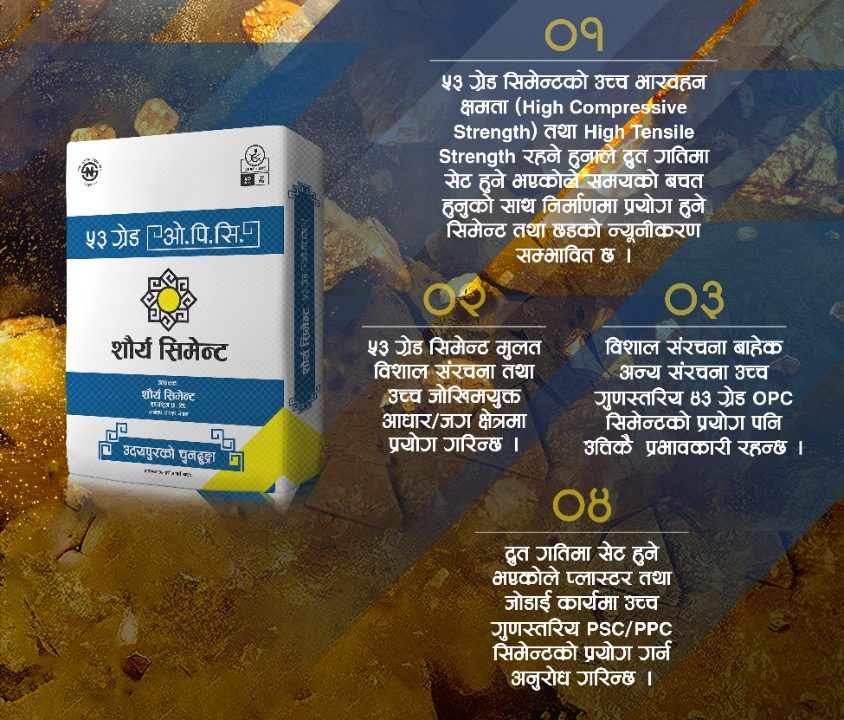 ०१
५३ ग्रेड सिमेन्टको उच्च भारवहन
क्षमता (High Compressive
Strength) तथा High Tensile
Strength रहने हुनाले द्रुत गतिमा
सेट हुने भएकोले समयको बचत
हुनुको साथ निर्माणमा प्रयोग हुने
सिमेन्ट तथा छडको न्यूनीकरण
सम्भावित छ ।
५३ ग्रेड ओ.पि.सि.
शौर्य सिमेन्ट
शौर्य सिमेन्ट
उदयपुरको चुनढुङ्गा
शौर्य सिमेन्ट ५३ ग्रेड ओ.पि.सि.
०२
५३ ग्रेड सिमेन्ट मुलत
विशाल संरचना तथा
उच्च जोखिमयुक्त
आधार/जग क्षेत्रमा
प्रयोग गरिन्छ ।
०३
विशाल संरचना बाहेक
अन्य संरचना उच्च
गुणस्तरिय ४३ ग्रेड OPC
सिमेन्टको प्रयोग पनि
उत्तिकै प्रभावकारी रहन्छ ।
०४
द्रुत गतिमा सेट हुने
भएकोले प्लास्टर तथा
जोडाई कार्यमा उच्च
गुणस्तरिय PSC/PPC
सिमेन्टको प्रयोग गर्न
अनुरोध गरिन्छ ।